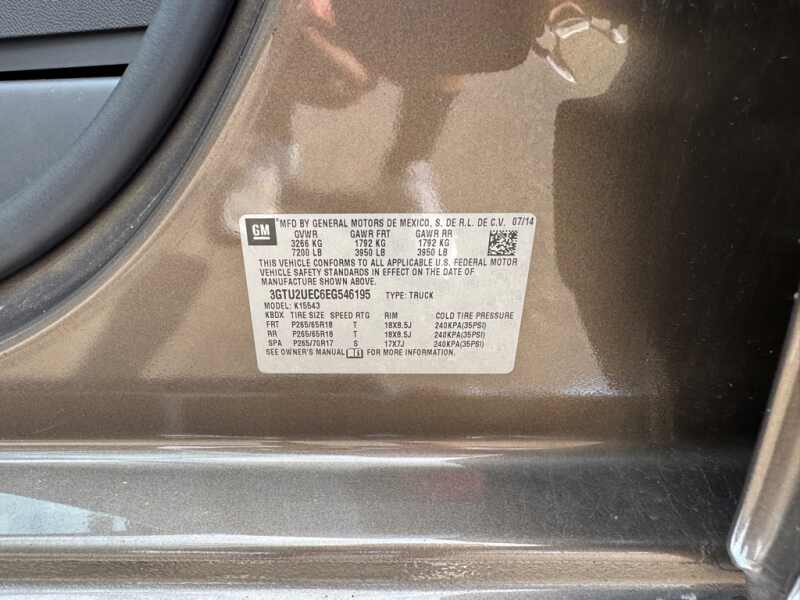 GM ® MFD BY GENERAL MOTORS DE MEXICO, S. DE R.L. DE C.V. 07/14
GVWR GAWR FRT GAWR RR
3266 KG 1792 KG 1792 KG
7200 LB 3950 LB 3950 LB
THIS VEHICLE CONFORMS TO ALL APPLICABLE U.S. FEDERAL MOTOR
VEHICLE SAFETY STANDARDS IN EFFECT ON THE DATE OF
MANUFACTURE SHOWN ABOVE.
3GTU2UEC6EG546195 TYPE: TRUCK
MODEL: K15543
KBDX TIRE SIZE SPEED RTG RIM COLD TIRE PRESSURE
FRT P265/65R18 T 18X8.5J 240KPA(35PSI)
RR P265/65R18 T 18X8.5J 240KPA(35PSI)
SPA P265/70R17 S 17X7J 240KPA(35PSI)
SEE OWNER'S MANUAL FOR MORE INFORMATION.